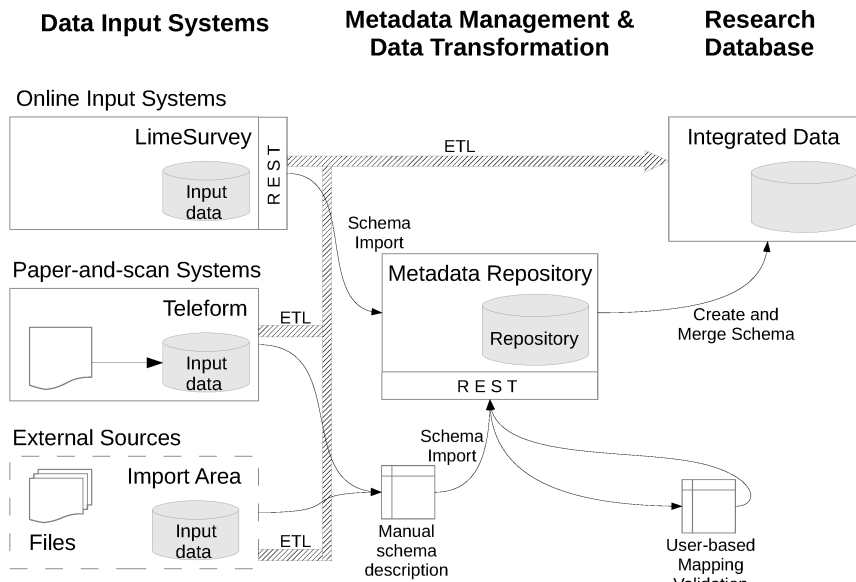 Data Input Systems
Metadata Management &
Data Transformation
Research
Database
Online Input Systems
LimeSurvey
Input
data
REST
ETL
Integrated Data
Schema
Import
Paper-and-scan Systems
Teleform
Input
data
ETL
Metadata Repository
Repository
REST
Create and
Merge Schema
External Sources
Import Area
Files
Input
data
ETL
Schema
Import
Manual
schema
description
User-based
Mapping
Validation